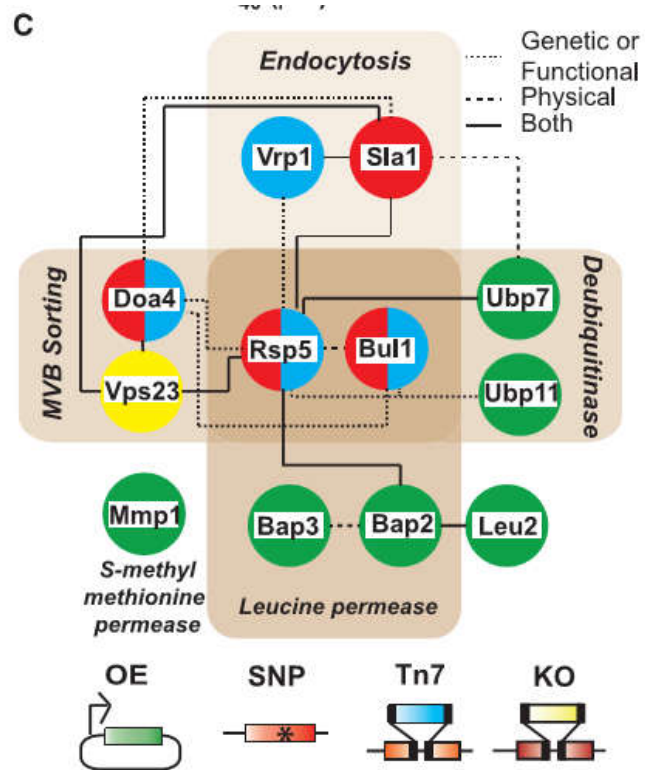 C
Endocytosis
Genetic or
Functional
Physical
Both
Vrp1
Sla1
MVB Sorting
Doa4
Rsp5
Bul1
Ubp7
Deubiquitinase
Vps23
Ubp11
Mmp1
Bap3
Bap2
Leu2
S-methyl
methionine
permease
Leucine permease
OE
SNP
Tn7
KO
*